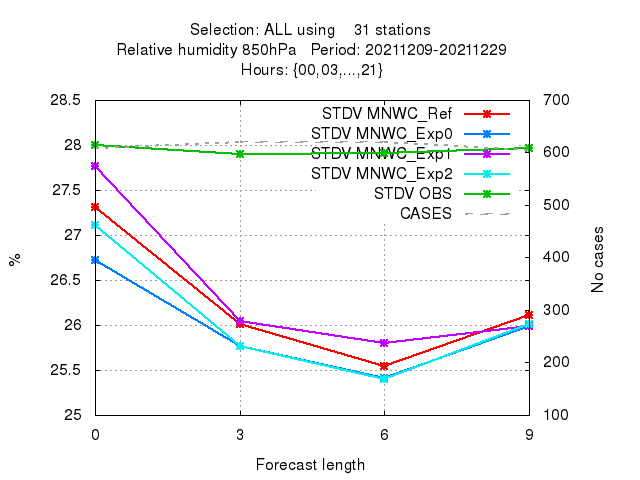 Selection: ALL using    31 stations
Relative humidity 850hPa   Period: 20211209-20211229
Hours: {00,03,...,21}
28.5
28
27.5
27
26.5
26
25.5
25
%
700
600
500
400
300
200
100
No cases
STDV MNWC_Ref
STDV MNWC_Exp0
STDV MNWC_Exp1
STDV MNWC_Exp2
STDV OBS
CASES
0 3 6 9
Forecast length